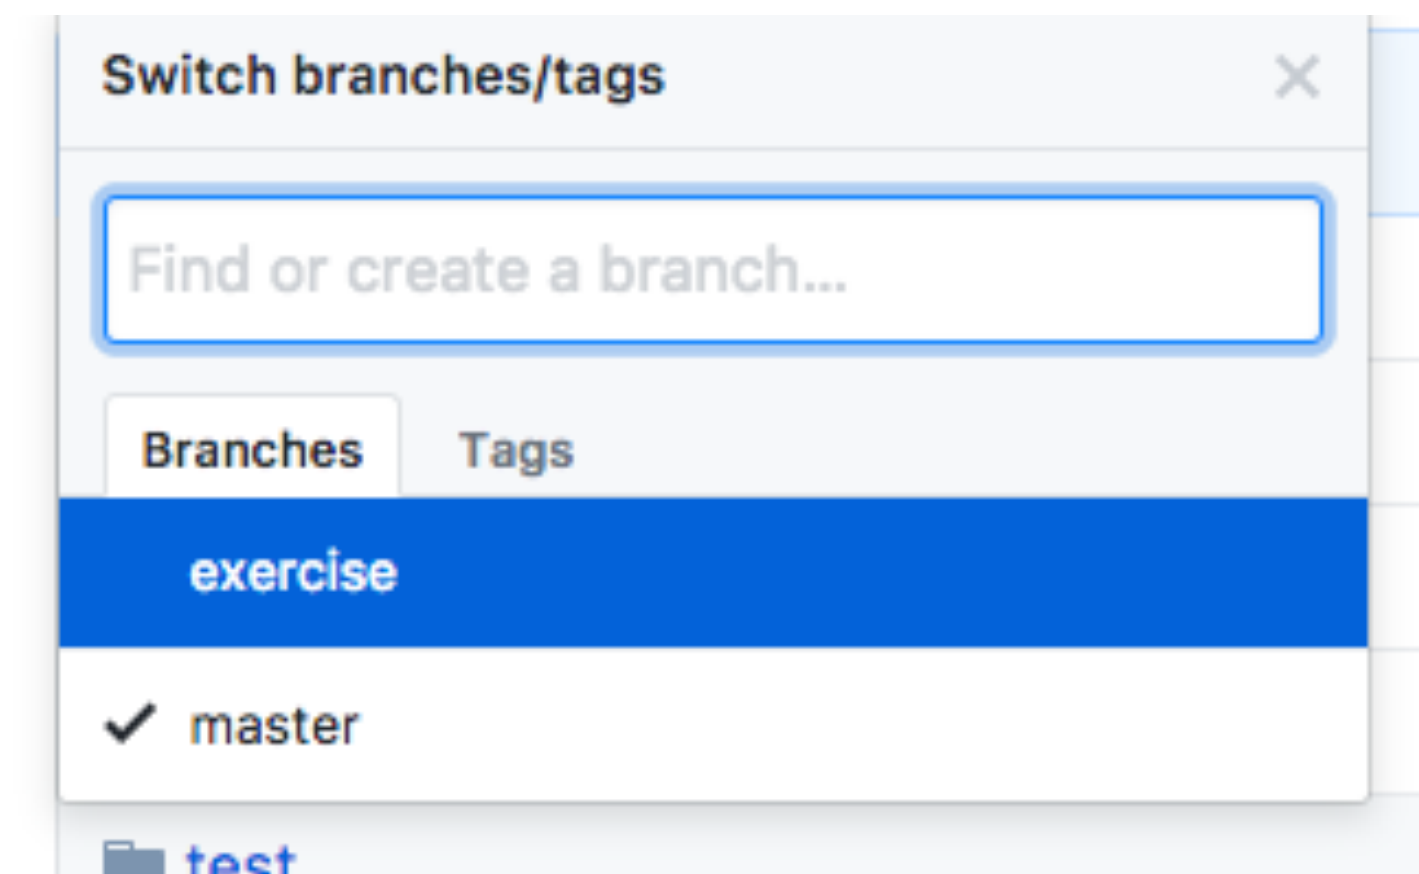 Switch branches/tags
Find or create a branch...
Branches Tags
exercise
master
test